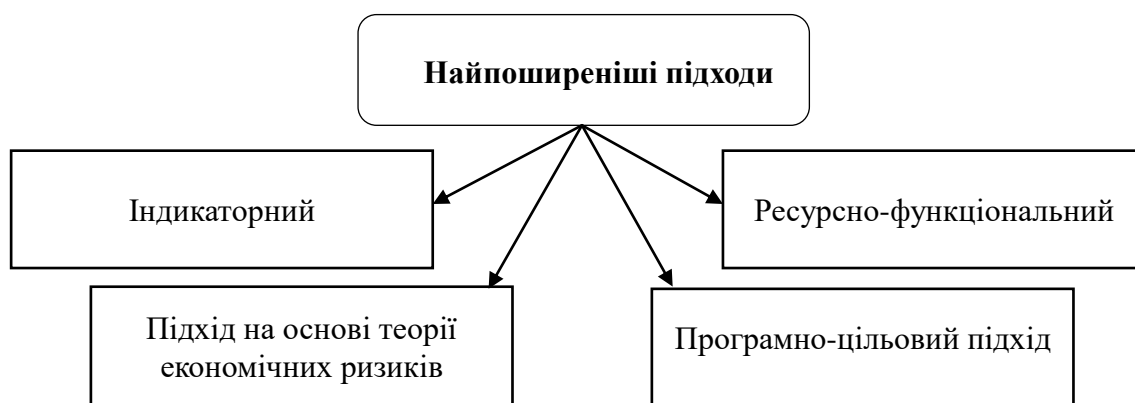 Найпоширеніші підходи
Індикаторний
Ресурсно-функціональний
Підхід на основі теорії
економічних ризиків
Програмно-цільовий підхід